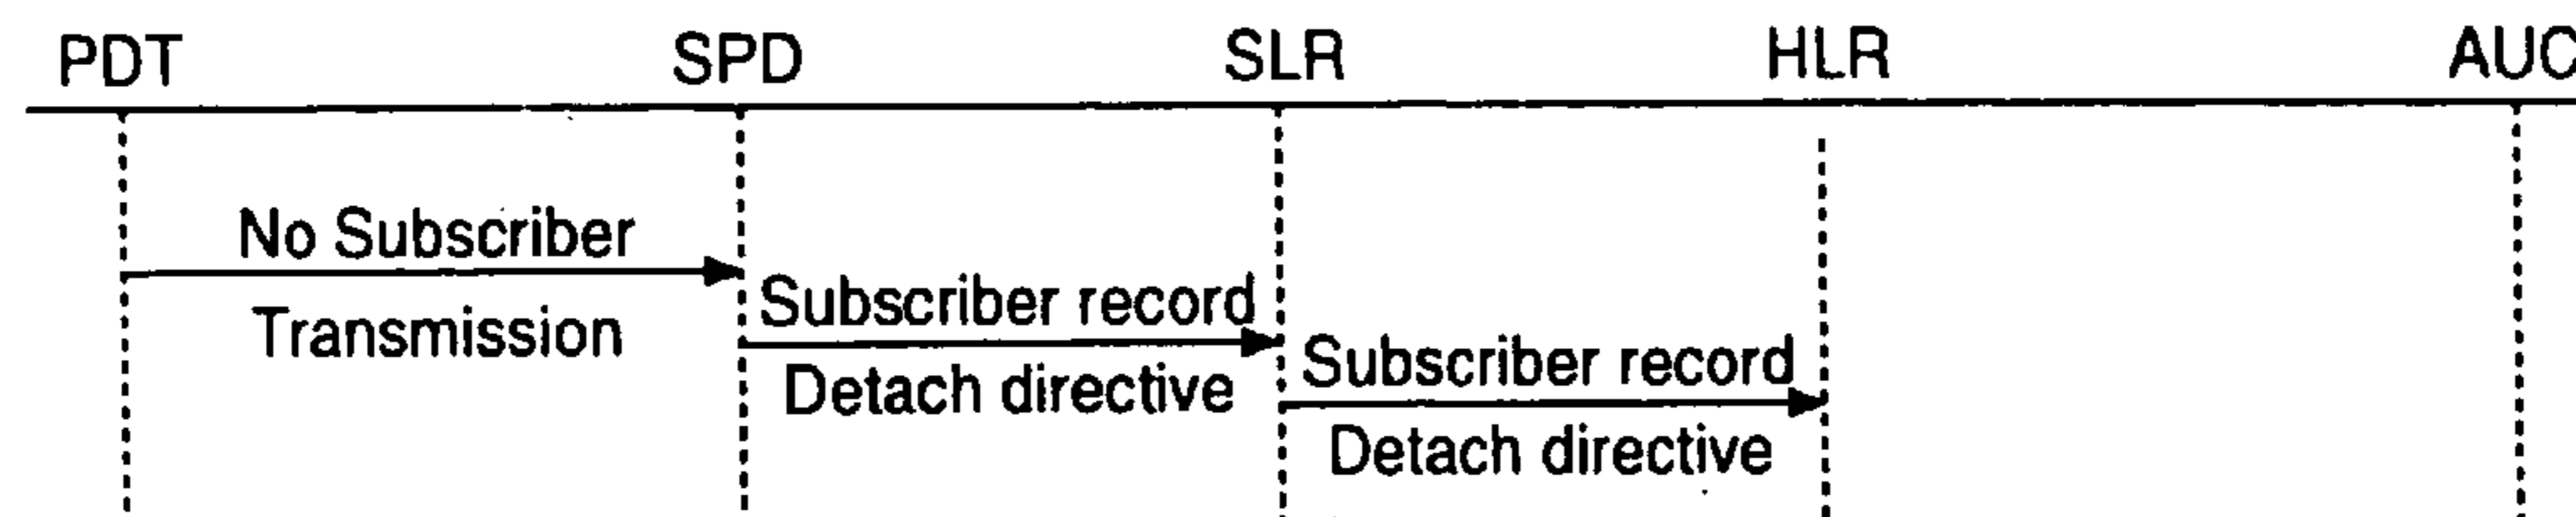 PDT SPD SLR HLR AUC
No Subscriber
Transmission
Subscriber record
Detach directive
Subscriber record
Detach directive